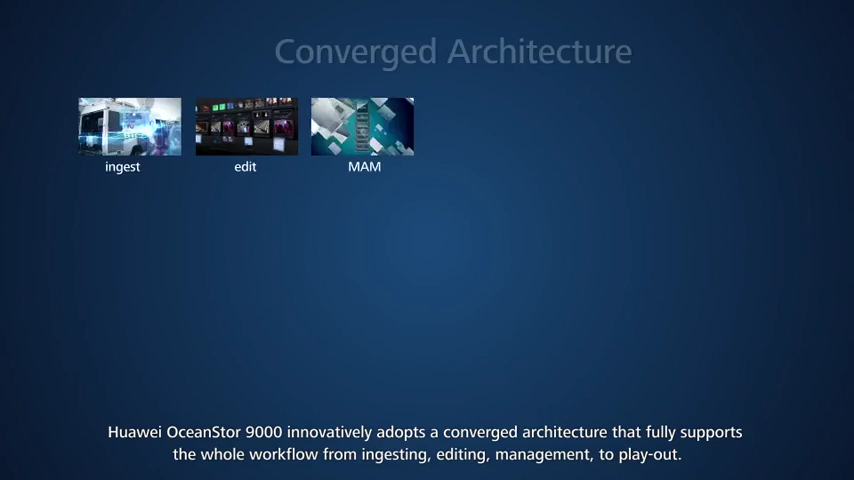 Converged Architecture
ingest
edit
MAM
Huawei OceanStor 9000 innovatively adopts a converged architecture that fully supports
the whole workflow from ingesting, editing, management, to play-out.